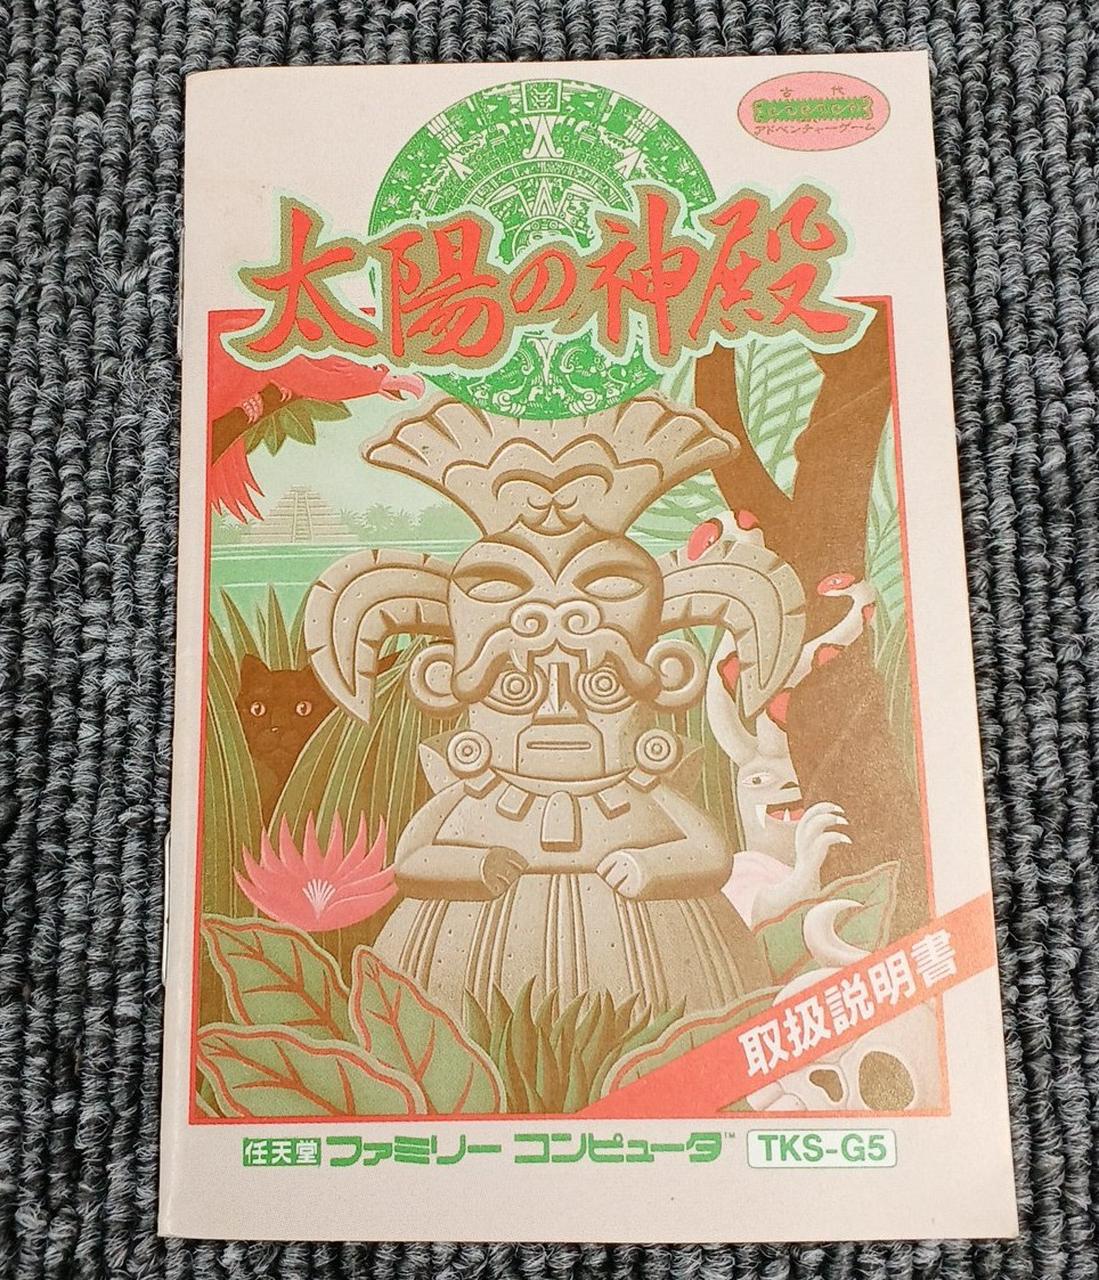 古代
アドベンチャーゲーム
太陽の神殿
取扱説明書
任天堂 ファミリー コンピュータ™ TKS-G5